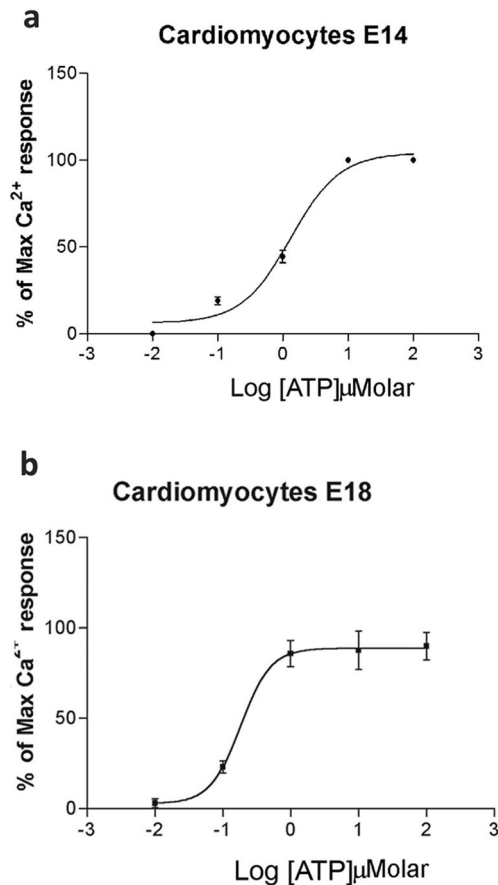 a
Cardiomyocytes E14
% of Max Ca²⁺ response
150
100
50
0
-3 -2 -1 0 1 2 3
Log [ATP]µMolar
b
Cardiomyocytes E18
% of Max Ca²⁺ response
150
100
50
0
-3 -2 -1 0 1 2 3
Log [ATP]µMolar